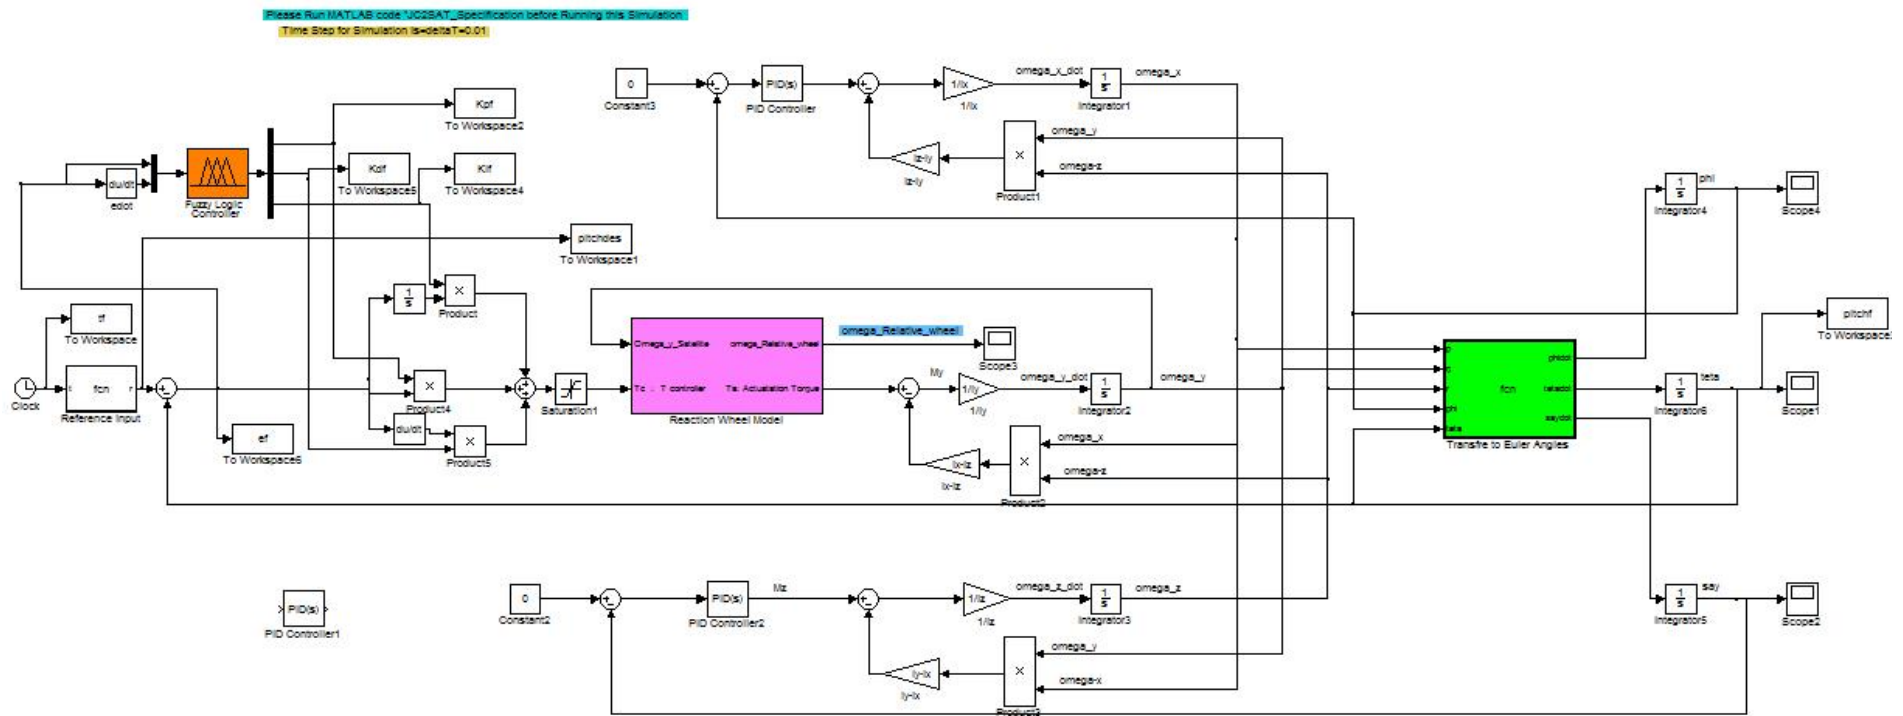 Please Run MATLAB code "JC2SAT_Specification before Running this Simulation
Time Step for Simulation is=deltaT=0.01
0
Constant3
PID(s)
PID Controller
1/Ix
1/Ix
omega_x_dot
1
s
Integrator1
omega_x
Kpf
To Workspace2
Kdf
To Workspace5
Kif
To Workspace4
du/dt
edot
Fuzzy Logic
Controller
Iz-Iy
Iz-Iy
Product1
omega_y
omega-z
pitchdes
To Workspace1
phi
1
s
Integrator4
Scope4
tf
To Workspace
1
s
Product
Clock
t
fcn
r
Reference Input
Product4
du/dt
Product5
ef
To Workspace6
Saturation1
Omega_y_Satellite
omega_Relative_wheel
Tc : T controller
Ta: Actuatation Torque
Reaction Wheel Model
omega_Relative_wheel
Scope3
My
1/Iy
1/Iy
omega_y_dot
1
s
Integrator2
omega_y
Ix-Iz
Ix-Iz
Product2
omega_x
omega-z
p
q
r
phi
teta
fcn
phidot
tetadot
saydot
Transfre to Euler Angles
teta
1
s
Integrator6
Scope1
pitchf
To Workspace3
PID(s)
PID Controller1
0
Constant2
PID(s)
PID Controller2
Mz
1/Iz
1/Iz
omega_z_dot
1
s
Integrator3
omega_z
Iy-Ix
Iy-Ix
Product3
omega_y
omega-x
say
1
s
Integrator5
Scope2